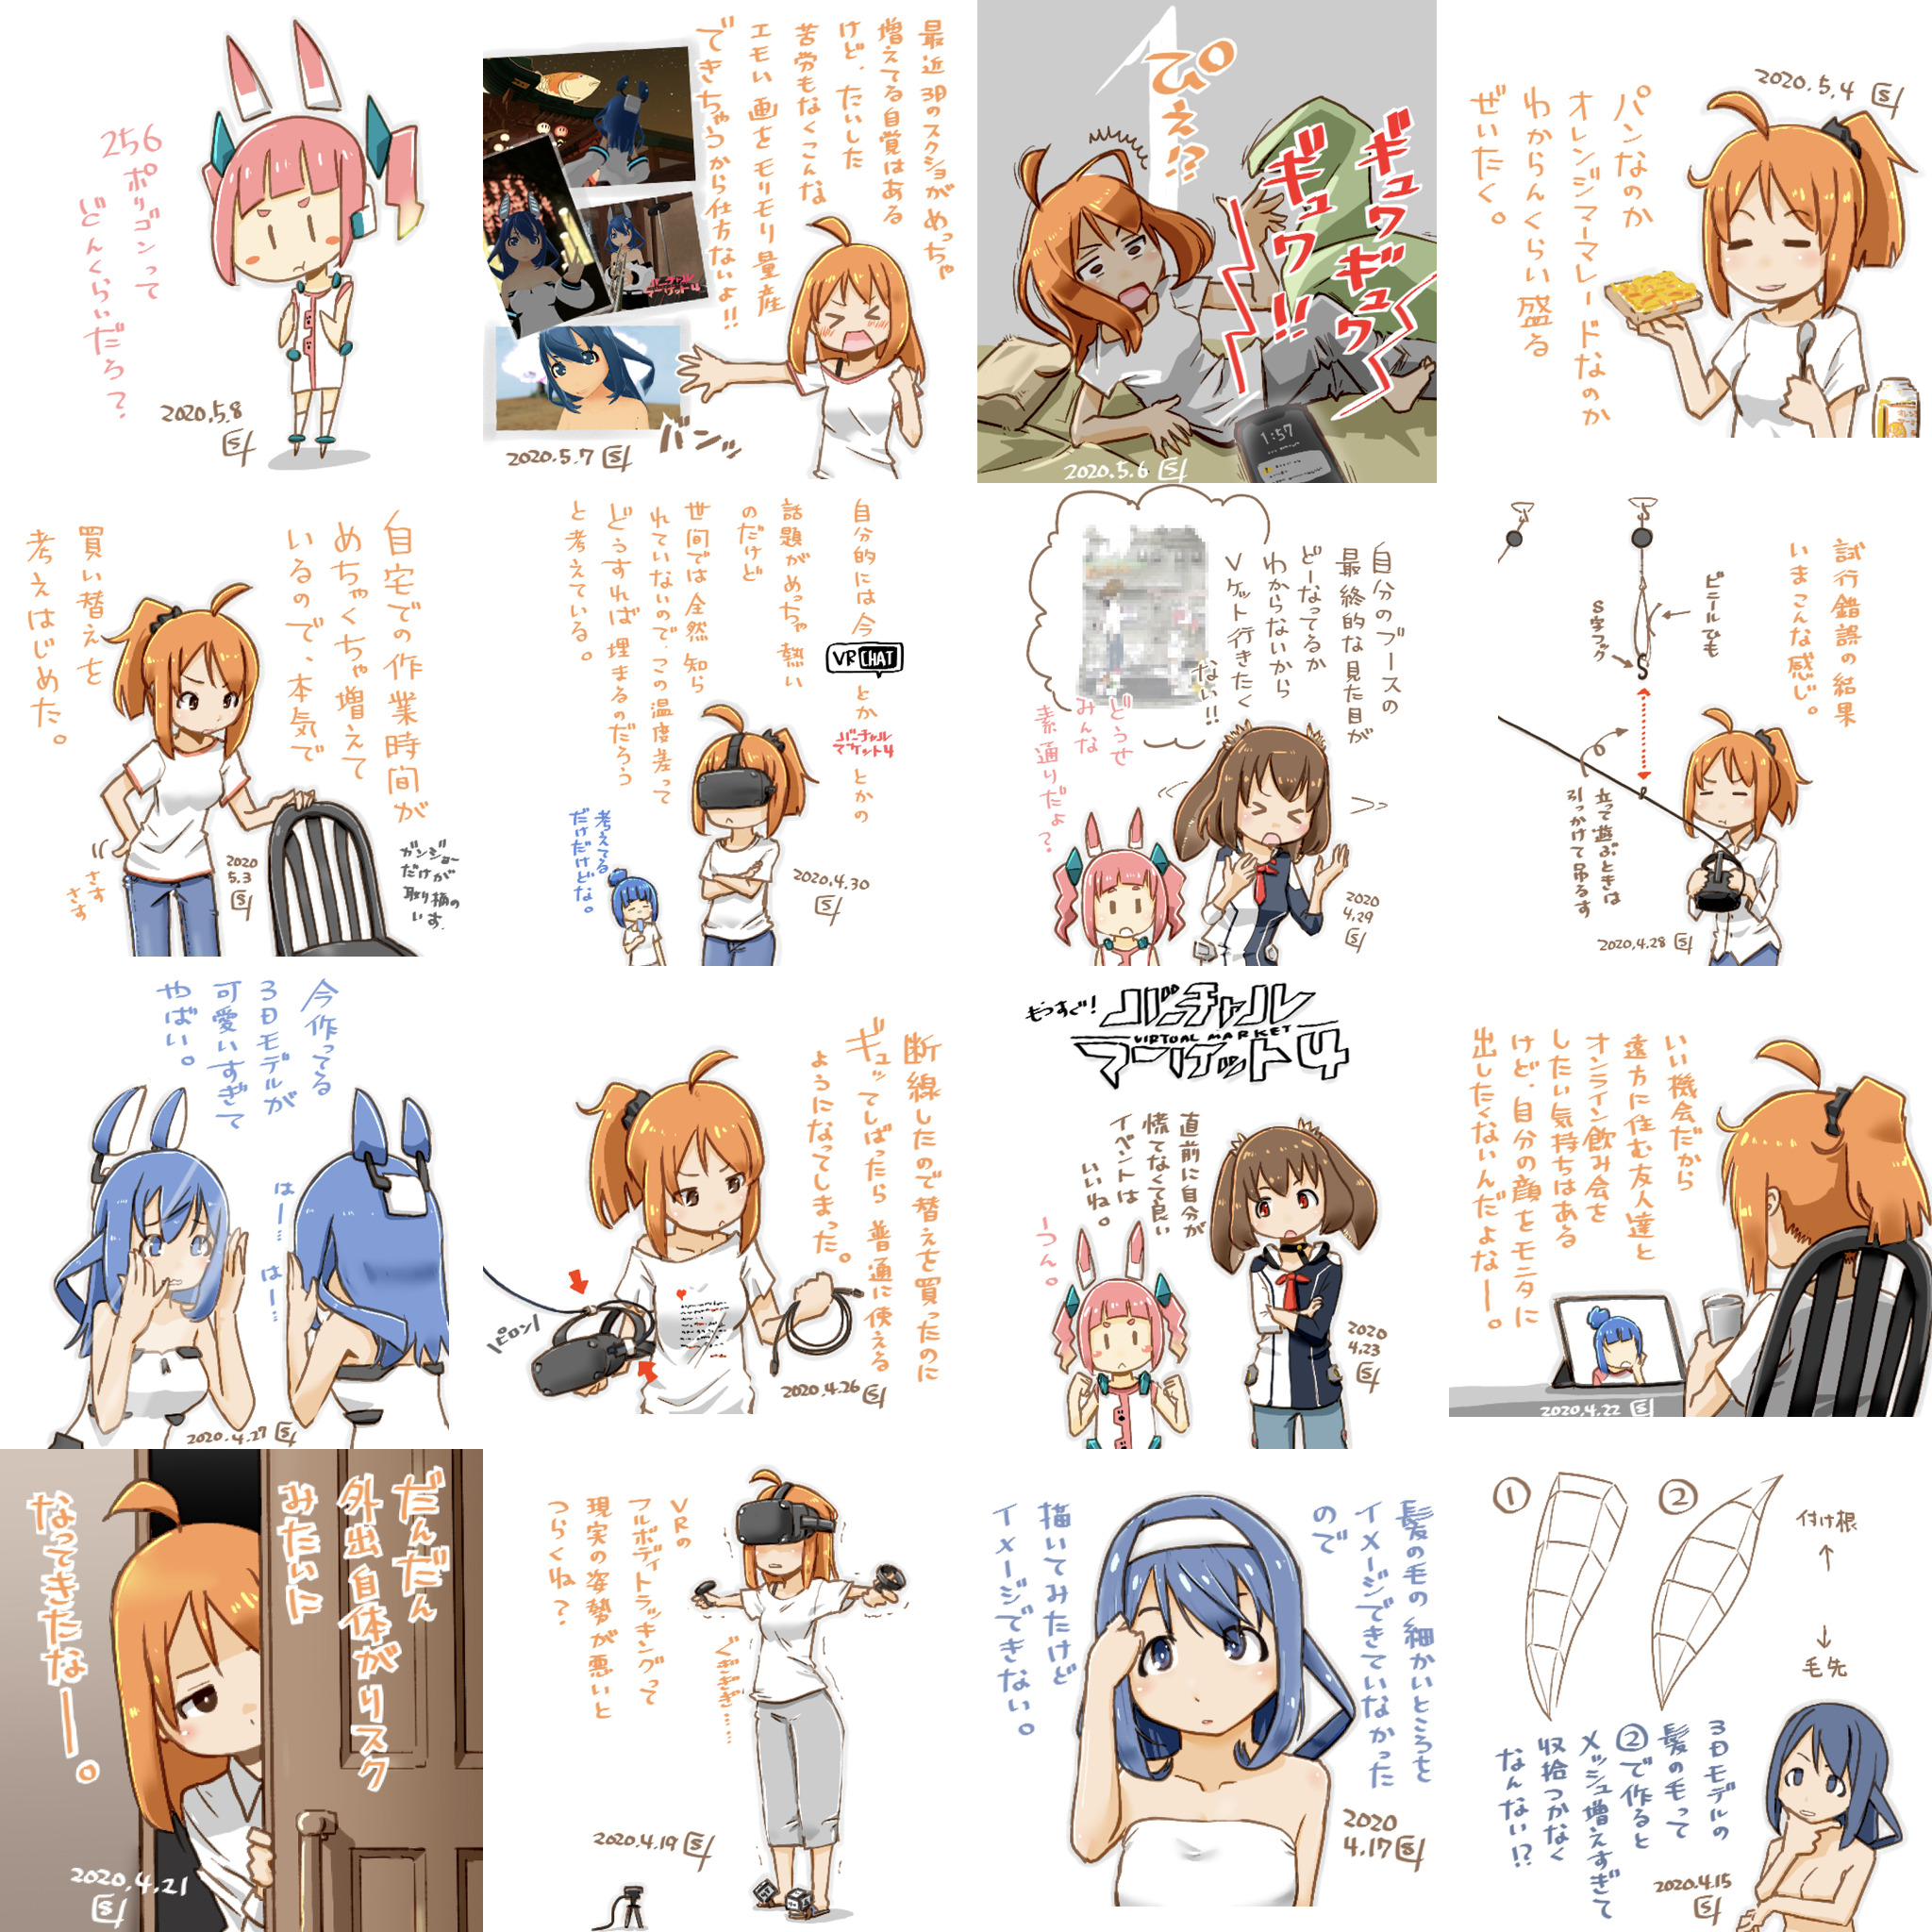 256
ポリゴンって
どんくらいだろ？
2020.5.8
最近3Dのスクショがめっちゃ
増えてる自覚はある
けど、たいした
苦労もなくこんな
エモい画をモリモリ量産
できちゃうから仕方ないよ!!
バーチャル
マーケット4
バンッ
2020.5.7
ぴえ!?
ギュワギュワ
ギュワ!!
1:57
2020.5.6
2020.5.4
パンなのか
オレンジマーマレードなのか
わからんくらい盛る
ぜいたく。
自宅での作業時間が
めちゃくちゃ増えて
いるので、本気で
買い替えを
考えはじめた。
さす
さす
2020
5.3
ガンジョー
だけが
取り柄の
いす。
自分的には今
VRCHAT
とか
バーチャル
マーケット4
とかの
話題がめっちゃ熱い
のだけど
世間では全然知ら
れていないので、この温度差って
どうすれば埋まるのだろう
と考えている。
考えてる
だけだけどな。
2020.4.30
自分のブースの
最終的な見た目が
どーなってるか
わからないから
Vケット行きたく
ない!!
どうせ
みんな
素通りだよ？
2020
4.29
試行錯誤の結果
いまこんな感じ。
ビニールひも
S字フック
立って遊ぶときは
引っかけて吊るす
2020.4.28
今作ってる
3Dモデルが
可愛いすぎて
やばい。
はー…
はー…
2020.4.27
断線したので替えを買ったのに
ギュッてしばったら普通に使える
ようになってしまった。
ピロン
2020.4.26
もうすぐ！
バーチャル
VIRTUAL MARKET
マーケット4
直前に自分が
慌てなくて良い
イベントは
いいね。
ーつん。
2020
4.23
いい機会だから
遠方に住む友人達と
オンライン飲み会を
したい気持ちはある
けど、自分の顔をモニタに
出したくないんだよなー。
2020.4.22
だんだん
外出自体がリスク
みたいに
なってきたなー。
2020.4.21
VRの
フルボディトラッキングって
現実の姿勢が悪いと
つらくね？
ぐぎぎぎ……
2020.4.19
髪の毛の細かいところを
イメージできていなかった
ので
描いてみたけど
イメージできない。
2020
4.17
①
②
付け根
毛先
3Dモデルの
髪の毛って
②で作ると
メッシュ増えすぎて
収拾つかなく
なんない!?
2020.4.15